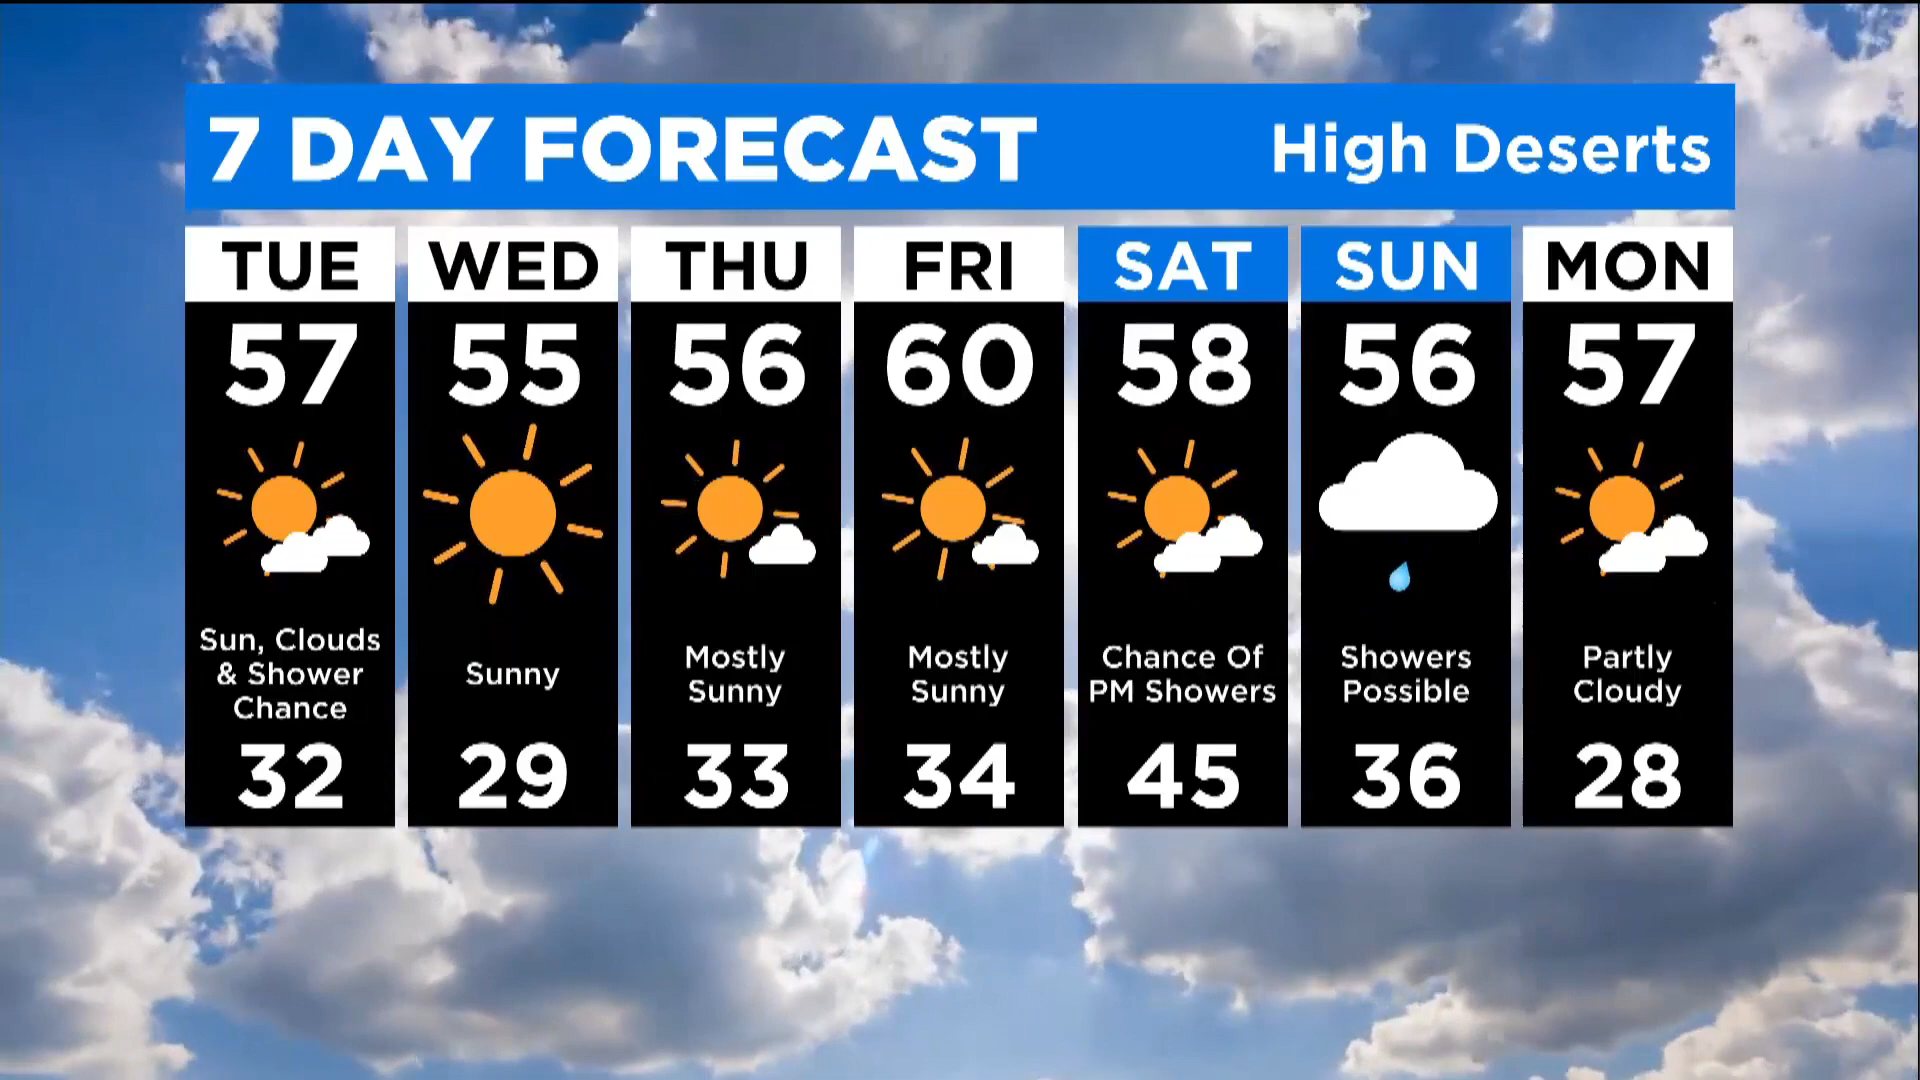 7 DAY FORECAST High Deserts
TUE WED THU FRI SAT SUN MON
57 55 56 60 58 56 57
Sun, Clouds
& Shower
Chance
Sunny
Mostly
Sunny
Mostly
Sunny
Chance Of
PM Showers
Showers
Possible
Partly
Cloudy
32 29 33 34 45 36 28